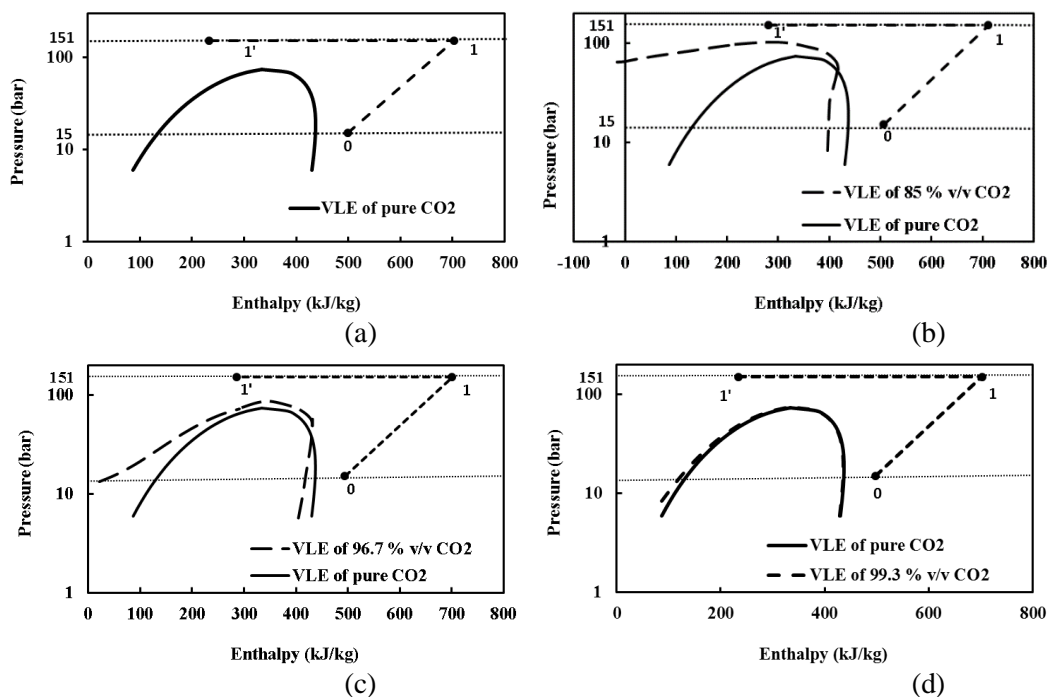 151
100
15
10
1
Pressure (bar)
1'
1
0
VLE of pure CO2
0 100 200 300 400 500 600 700 800
Enthalpy (kJ/kg)
(a)
151
100
15
10
1
Pressure (bar)
1'
1
0
VLE of 85 % v/v CO2
VLE of pure CO2
-100 0 100 200 300 400 500 600 700 800
Enthalpy (kJ/kg)
(b)
151
100
10
1
Pressure (bar)
1'
1
0
VLE of 96.7 % v/v CO2
VLE of pure CO2
0 100 200 300 400 500 600 700 800
Enthalpy (kJ/kg)
(c)
151
100
10
1
Pressure (bar)
1'
1
0
VLE of pure CO2
VLE of 99.3 % v/v CO2
0 200 400 600 800
Enthalpy (kJ/kg)
(d)